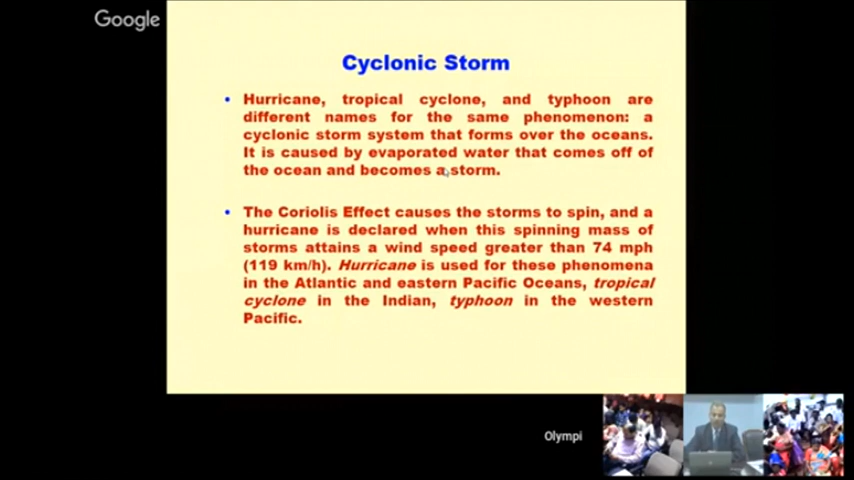 Google
Cyclonic Storm
• Hurricane, tropical cyclone, and typhoon are
different names for the same phenomenon: a
cyclonic storm system that forms over the oceans.
It is caused by evaporated water that comes off of
the ocean and becomes a storm.
• The Coriolis Effect causes the storms to spin, and a
hurricane is declared when this spinning mass of
storms attains a wind speed greater than 74 mph
(119 km/h). Hurricane is used for these phenomena
in the Atlantic and eastern Pacific Oceans, tropical
cyclone in the Indian, typhoon in the western
Pacific.
Olympi